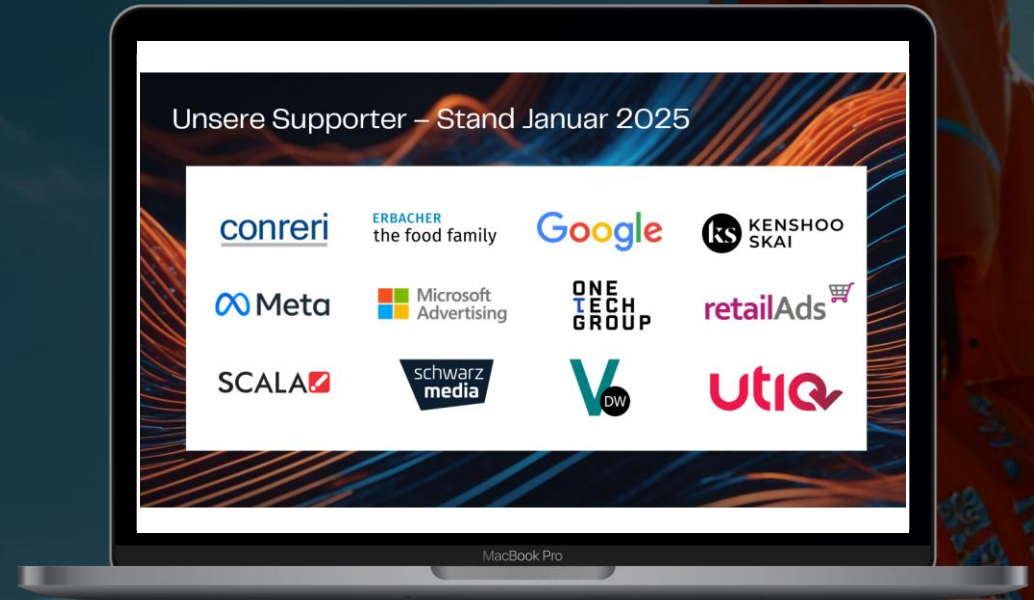 Unsere Supporter – Stand Januar 2025
conreri
ERBACHER
the food family
Google
ks KENSHOO
SKAI
Meta
Microsoft
Advertising
ONE
TECH
GROUP
retailAds
SCALA
schwarz
media
V
DW
utiq
MacBook Pro